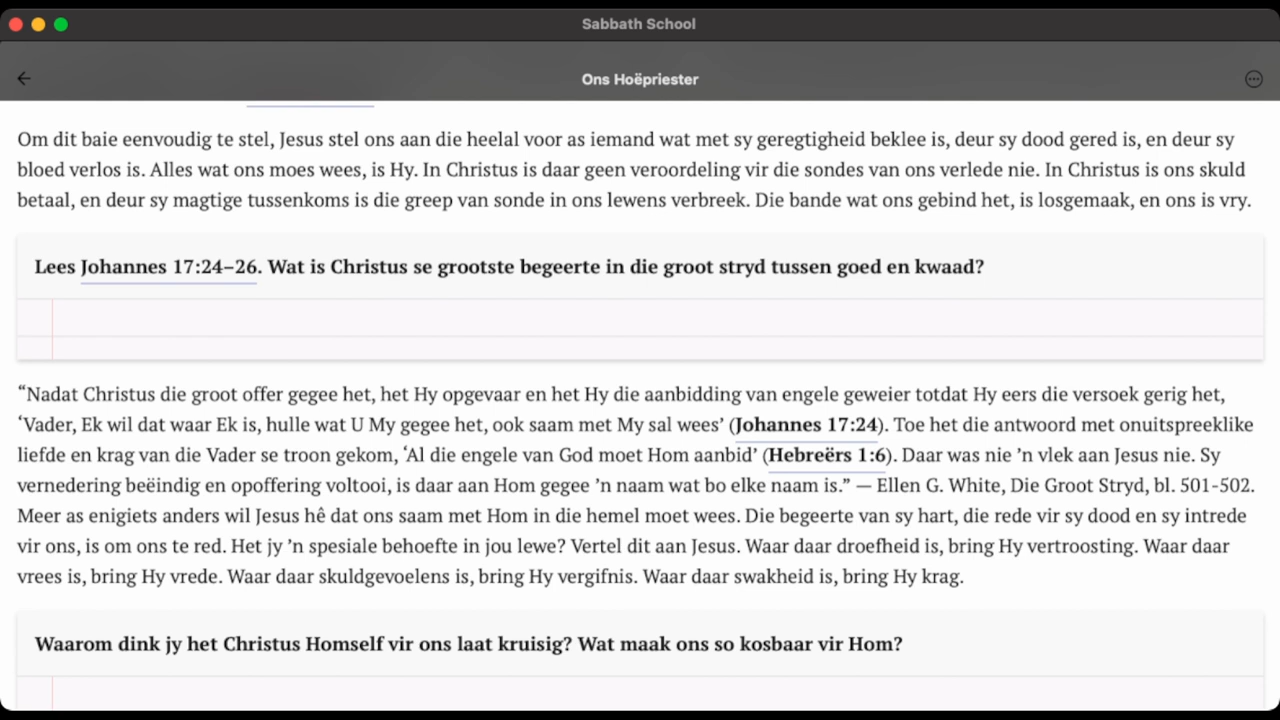 Sabbath School
Ons Hoëpriester
Om dit baie eenvoudig te stel, Jesus stel ons aan die heelal voor as iemand wat met sy geregtigheid beklee is, deur sy dood gered is, en deur sy
bloed verlos is. Alles wat ons moes wees, is Hy. In Christus is daar geen veroordeling vir die sondes van ons verlede nie. In Christus is ons skuld
betaal, en deur sy magtige tussenkoms is die greep van sonde in ons lewens verbreek. Die bande wat ons gebind het, is losgemaak, en ons is vry.
Lees Johannes 17:24–26. Wat is Christus se grootste begeerte in die groot stryd tussen goed en kwaad?
“Nadat Christus die groot offer gegee het, het Hy opgevaar en het Hy die aanbidding van engele geweier totdat Hy eers die versoek gerig het,
‘Vader, Ek wil dat waar Ek is, hulle wat U My gegee het, ook saam met My sal wees’ (Johannes 17:24). Toe het die antwoord met onuitspreeklike
liefde en krag van die Vader se troon gekom, ‘Al die engele van God moet Hom aanbid’ (Hebreërs 1:6). Daar was nie ’n vlek aan Jesus nie. Sy
vernedering beëindig en opoffering voltooi, is daar aan Hom gegee ’n naam wat bo elke naam is.” — Ellen G. White, Die Groot Stryd, bl. 501-502.
Meer as enigiets anders wil Jesus hê dat ons saam met Hom in die hemel moet wees. Die begeerte van sy hart, die rede vir sy dood en sy intrede
vir ons, is om ons te red. Het jy ’n spesiale behoefte in jou lewe? Vertel dit aan Jesus. Waar daar droefheid is, bring Hy vertroosting. Waar daar
vrees is, bring Hy vrede. Waar daar skuldgevoelens is, bring Hy vergifnis. Waar daar swakheid is, bring Hy krag.
Waarom dink jy het Christus Homself vir ons laat kruisig? Wat maak ons so kosbaar vir Hom?